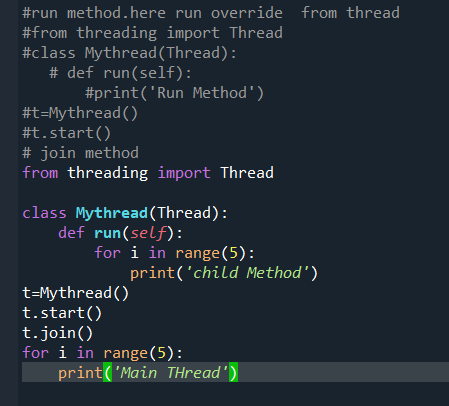 #run method.here run override  from thread
#from threading import Thread
#class Mythread(Thread):
   # def run(self):
       #print('Run Method')
#t=Mythread()
#t.start()
# join method
from threading import Thread

class Mythread(Thread):
    def run(self):
        for i in range(5):
            print('child Method')
t=Mythread()
t.start()
t.join()
for i in range(5):
    print('Main THread')